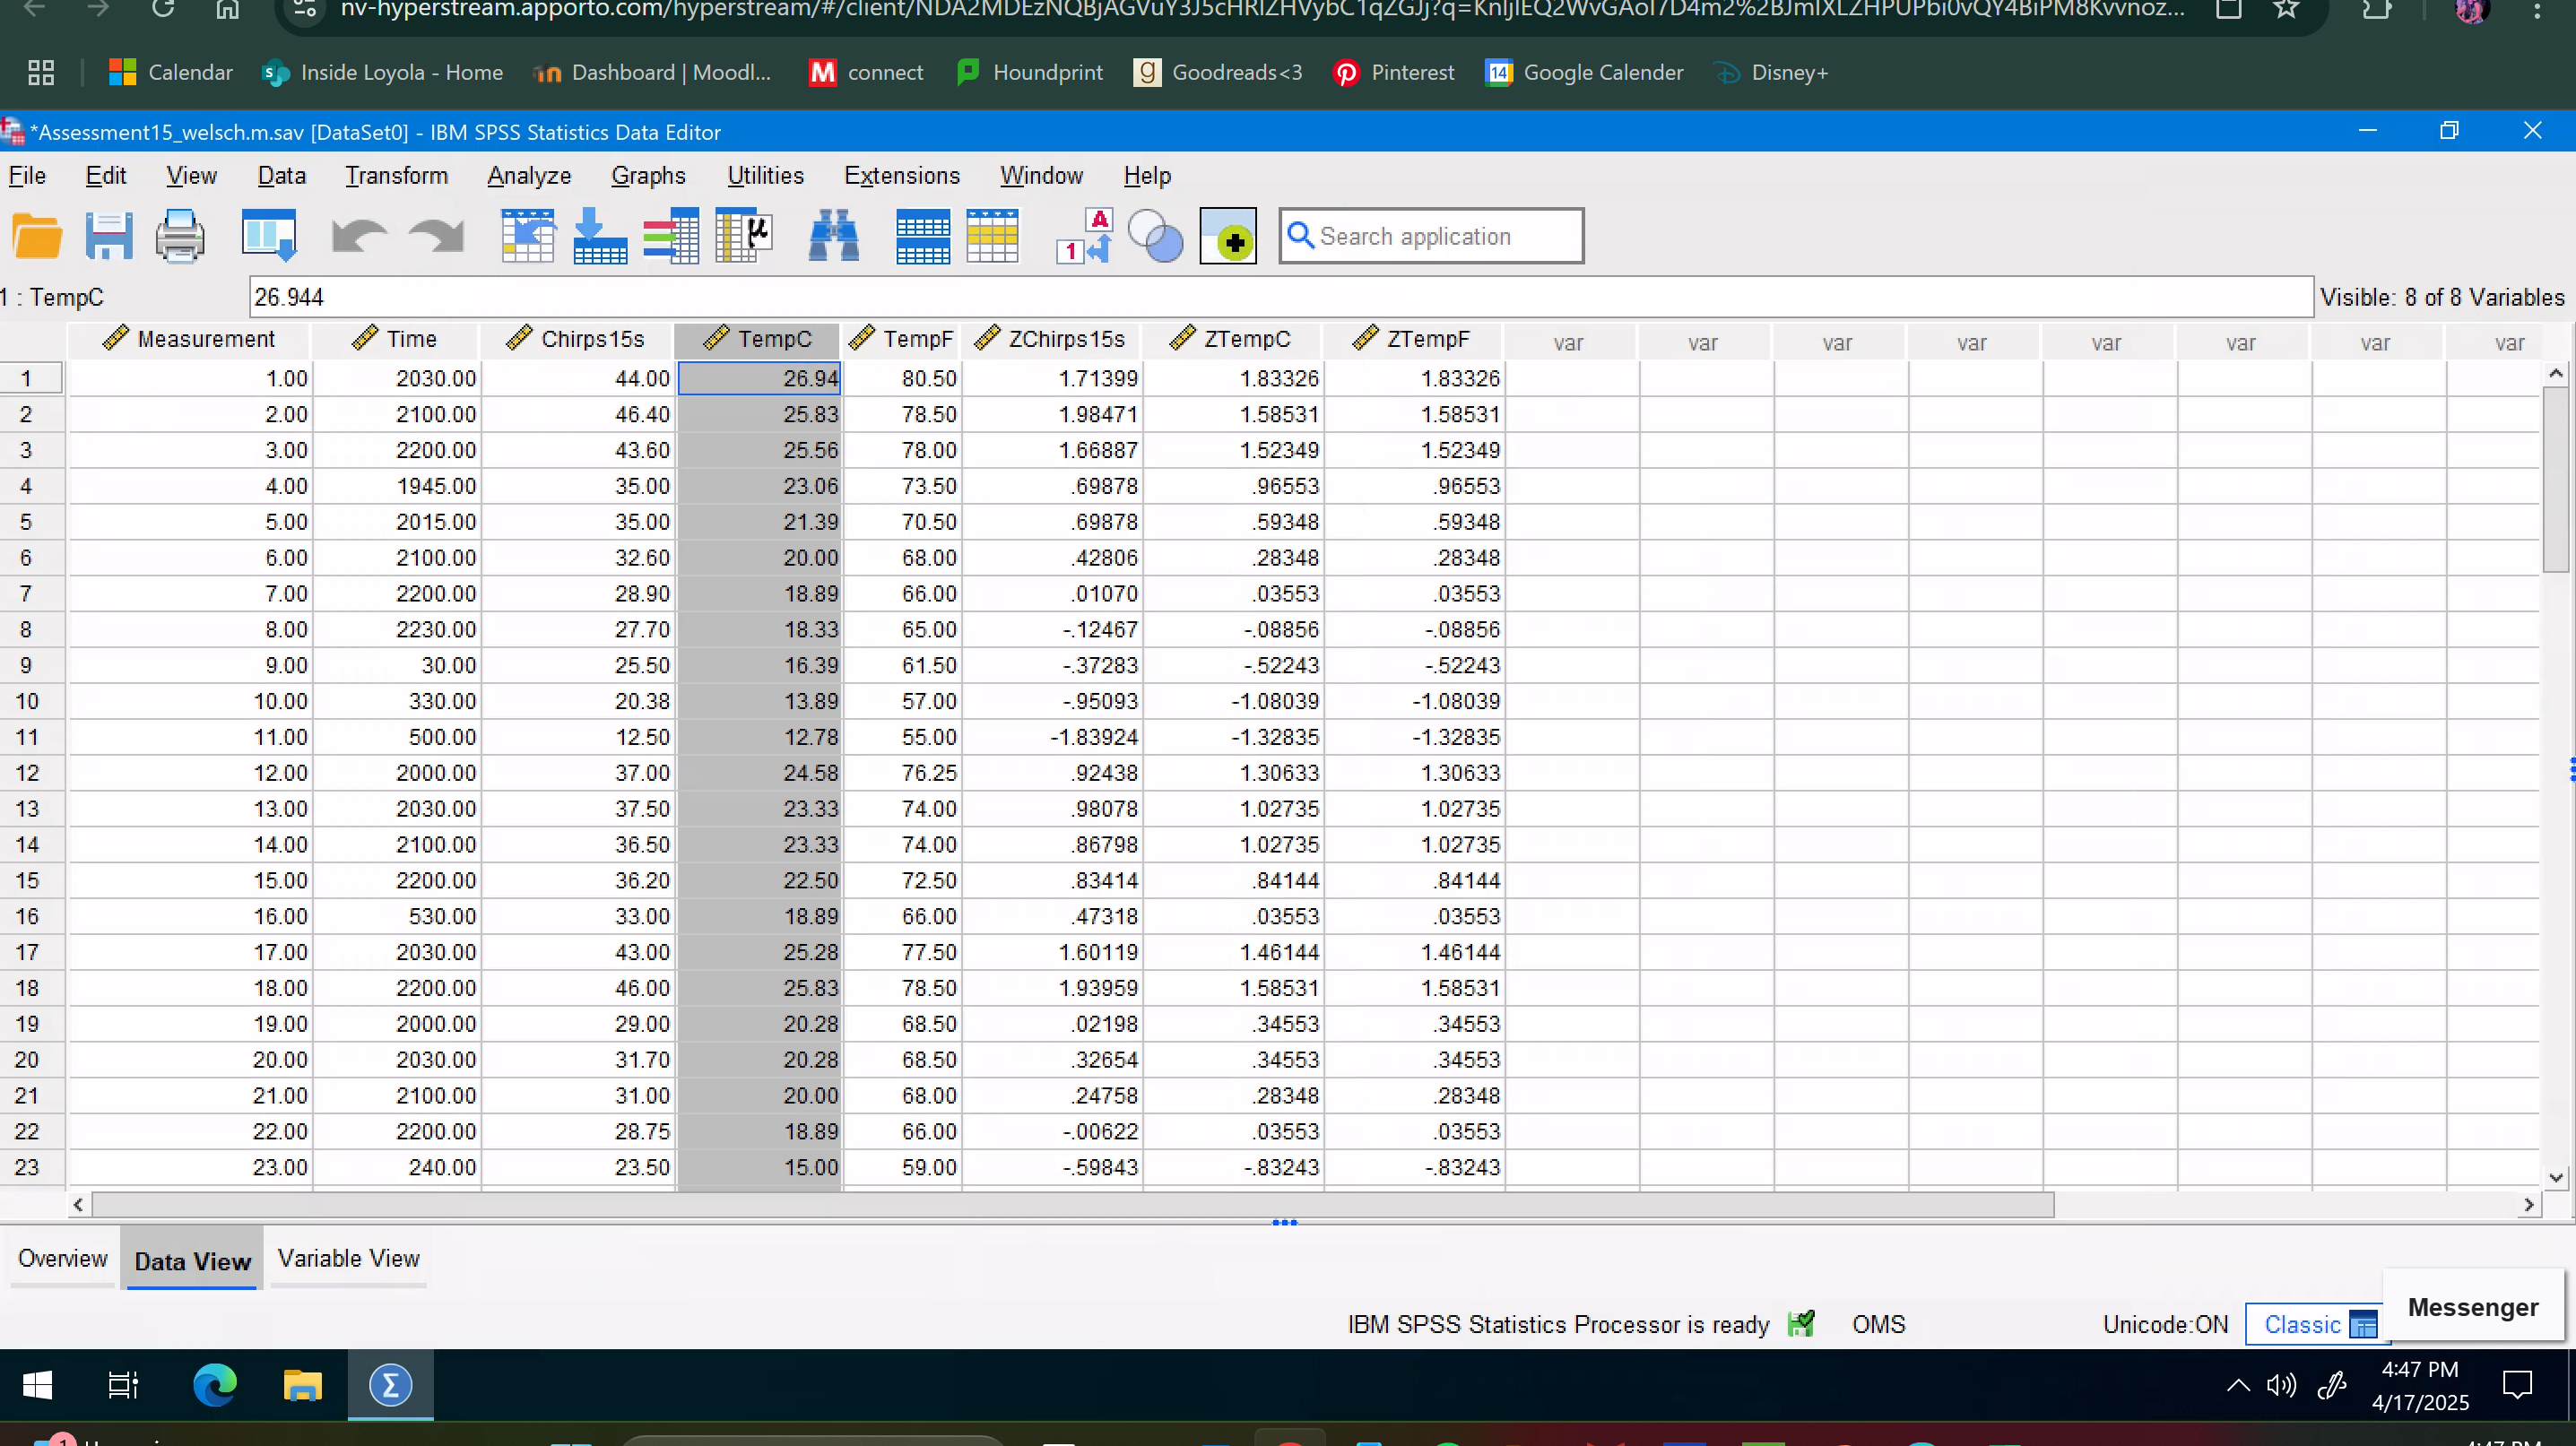 Calendar Inside Loyola - Home Dashboard | Moodl... connect Houndprint Goodreads<3 Pinterest Google Calender Disney+
*Assessment15_welsch.m.sav [DataSet0] - IBM SPSS Statistics Data Editor
File Edit View Data Transform Analyze Graphs Utilities Extensions Window Help
Search application
1 : TempC 26.944 Visible: 8 of 8 Variables
Measurement Time Chirps15s TempC TempF ZChirps15s ZTempC ZTempF var var var var var var var var
1 1.00 2030.00 44.00 26.94 80.50 1.71399 1.83326 1.83326
2 2.00 2100.00 46.40 25.83 78.50 1.98471 1.58531 1.58531
3 3.00 2200.00 43.60 25.56 78.00 1.66887 1.52349 1.52349
4 4.00 1945.00 35.00 23.06 73.50 .69878 .96553 .96553
5 5.00 2015.00 35.00 21.39 70.50 .69878 .59348 .59348
6 6.00 2100.00 32.60 20.00 68.00 .42806 .28348 .28348
7 7.00 2200.00 28.90 18.89 66.00 .01070 .03553 .03553
8 8.00 2230.00 27.70 18.33 65.00 -.12467 -.08856 -.08856
9 9.00 30.00 25.50 16.39 61.50 -.37283 -.52243 -.52243
10 10.00 330.00 20.38 13.89 57.00 -.95093 -1.08039 -1.08039
11 11.00 500.00 12.50 12.78 55.00 -1.83924 -1.32835 -1.32835
12 12.00 2000.00 37.00 24.58 76.25 .92438 1.30633 1.30633
13 13.00 2030.00 37.50 23.33 74.00 .98078 1.02735 1.02735
14 14.00 2100.00 36.50 23.33 74.00 .86798 1.02735 1.02735
15 15.00 2200.00 36.20 22.50 72.50 .83414 .84144 .84144
16 16.00 530.00 33.00 18.89 66.00 .47318 .03553 .03553
17 17.00 2030.00 43.00 25.28 77.50 1.60119 1.46144 1.46144
18 18.00 2200.00 46.00 25.83 78.50 1.93959 1.58531 1.58531
19 19.00 2000.00 29.00 20.28 68.50 .02198 .34553 .34553
20 20.00 2030.00 31.70 20.28 68.50 .32654 .34553 .34553
21 21.00 2100.00 31.00 20.00 68.00 .24758 .28348 .28348
22 22.00 2200.00 28.75 18.89 66.00 -.00622 .03553 .03553
23 23.00 240.00 23.50 15.00 59.00 -.59843 -.83243 -.83243
Overview Data View Variable View
Messenger
IBM SPSS Statistics Processor is ready OMS Unicode:ON Classic
4:47 PM
4/17/2025